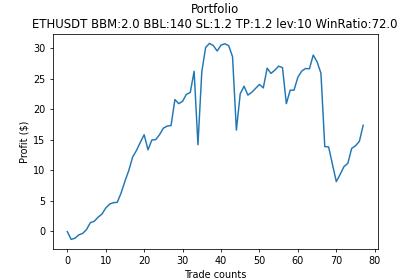 Portfolio
ETHUSDT BBM:2.0 BBL:140 SL:1.2 TP:1.2 lev:10 WinRatio:72.0
30
25
20
15
10
5
0
Profit ($)
0 10 20 30 40 50 60 70 80
Trade counts